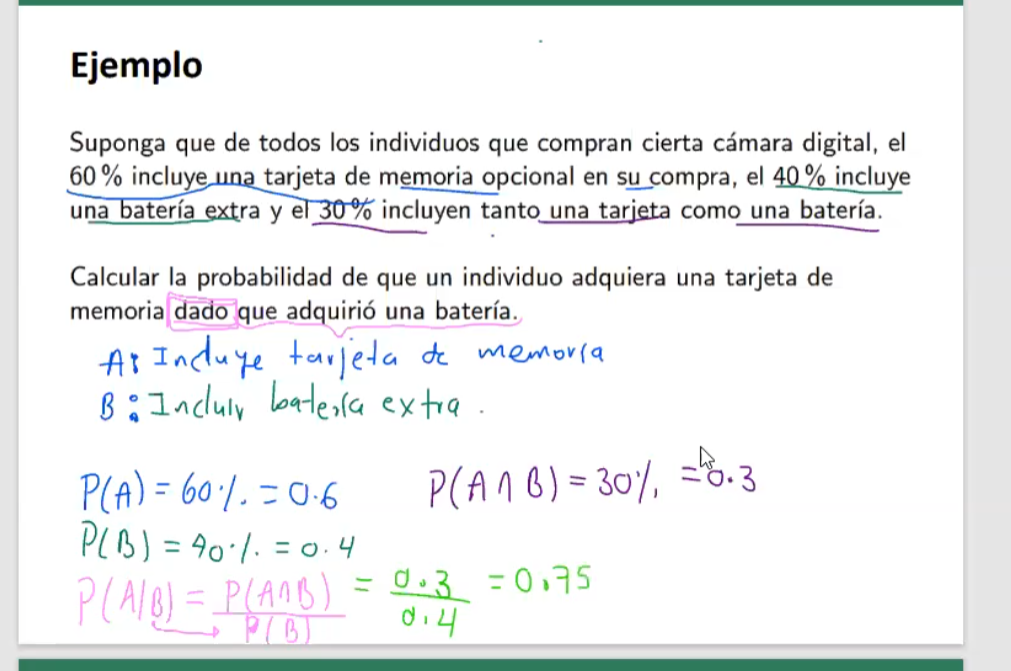 Ejemplo
Suponga que de todos los individuos que compran cierta cámara digital, el
60 % incluye una tarjeta de memoria opcional en su compra, el 40 % incluye
una batería extra y el 30 % incluyen tanto una tarjeta como una batería.
Calcular la probabilidad de que un individuo adquiera una tarjeta de
memoria dado que adquirió una batería.
A: Incluye tarjeta de memoria
B: Incluir batería extra.
P(A) = 60%. = 0.6 P(A ∩ B) = 30%. = 0.3
P(B) = 40%. = 0.4
P(A/B) = P(A∩B) / P(B) = 0.3 / 0.4 = 0.75